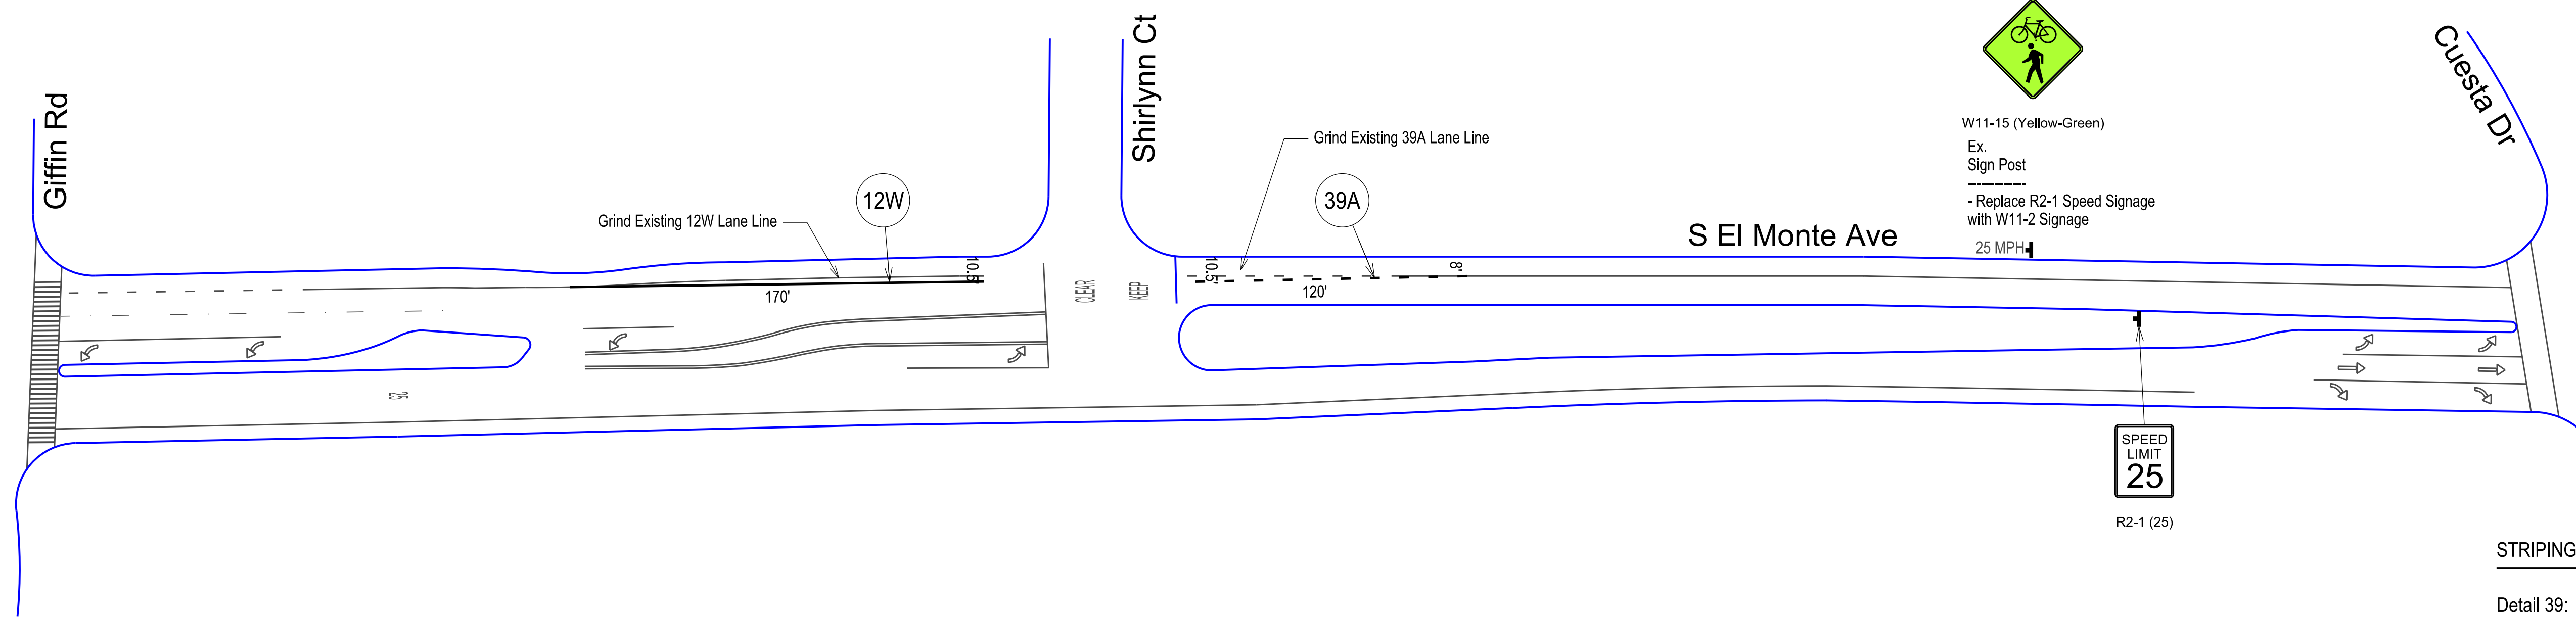 Giffin Rd
Shirlynn Ct
Cuesta Dr
W11-15 (Yellow-Green)
Ex.
Sign Post
-------------
- Replace R2-1 Speed Signage
with W11-2 Signage
25 MPH
S El Monte Ave
Grind Existing 39A Lane Line
39A
12W
Grind Existing 12W Lane Line
10.5'
170'
CLEAR
KEEP
10.5'
120'
8'
25
SPEED
LIMIT
25
R2-1 (25)
STRIPING
Detail 39: